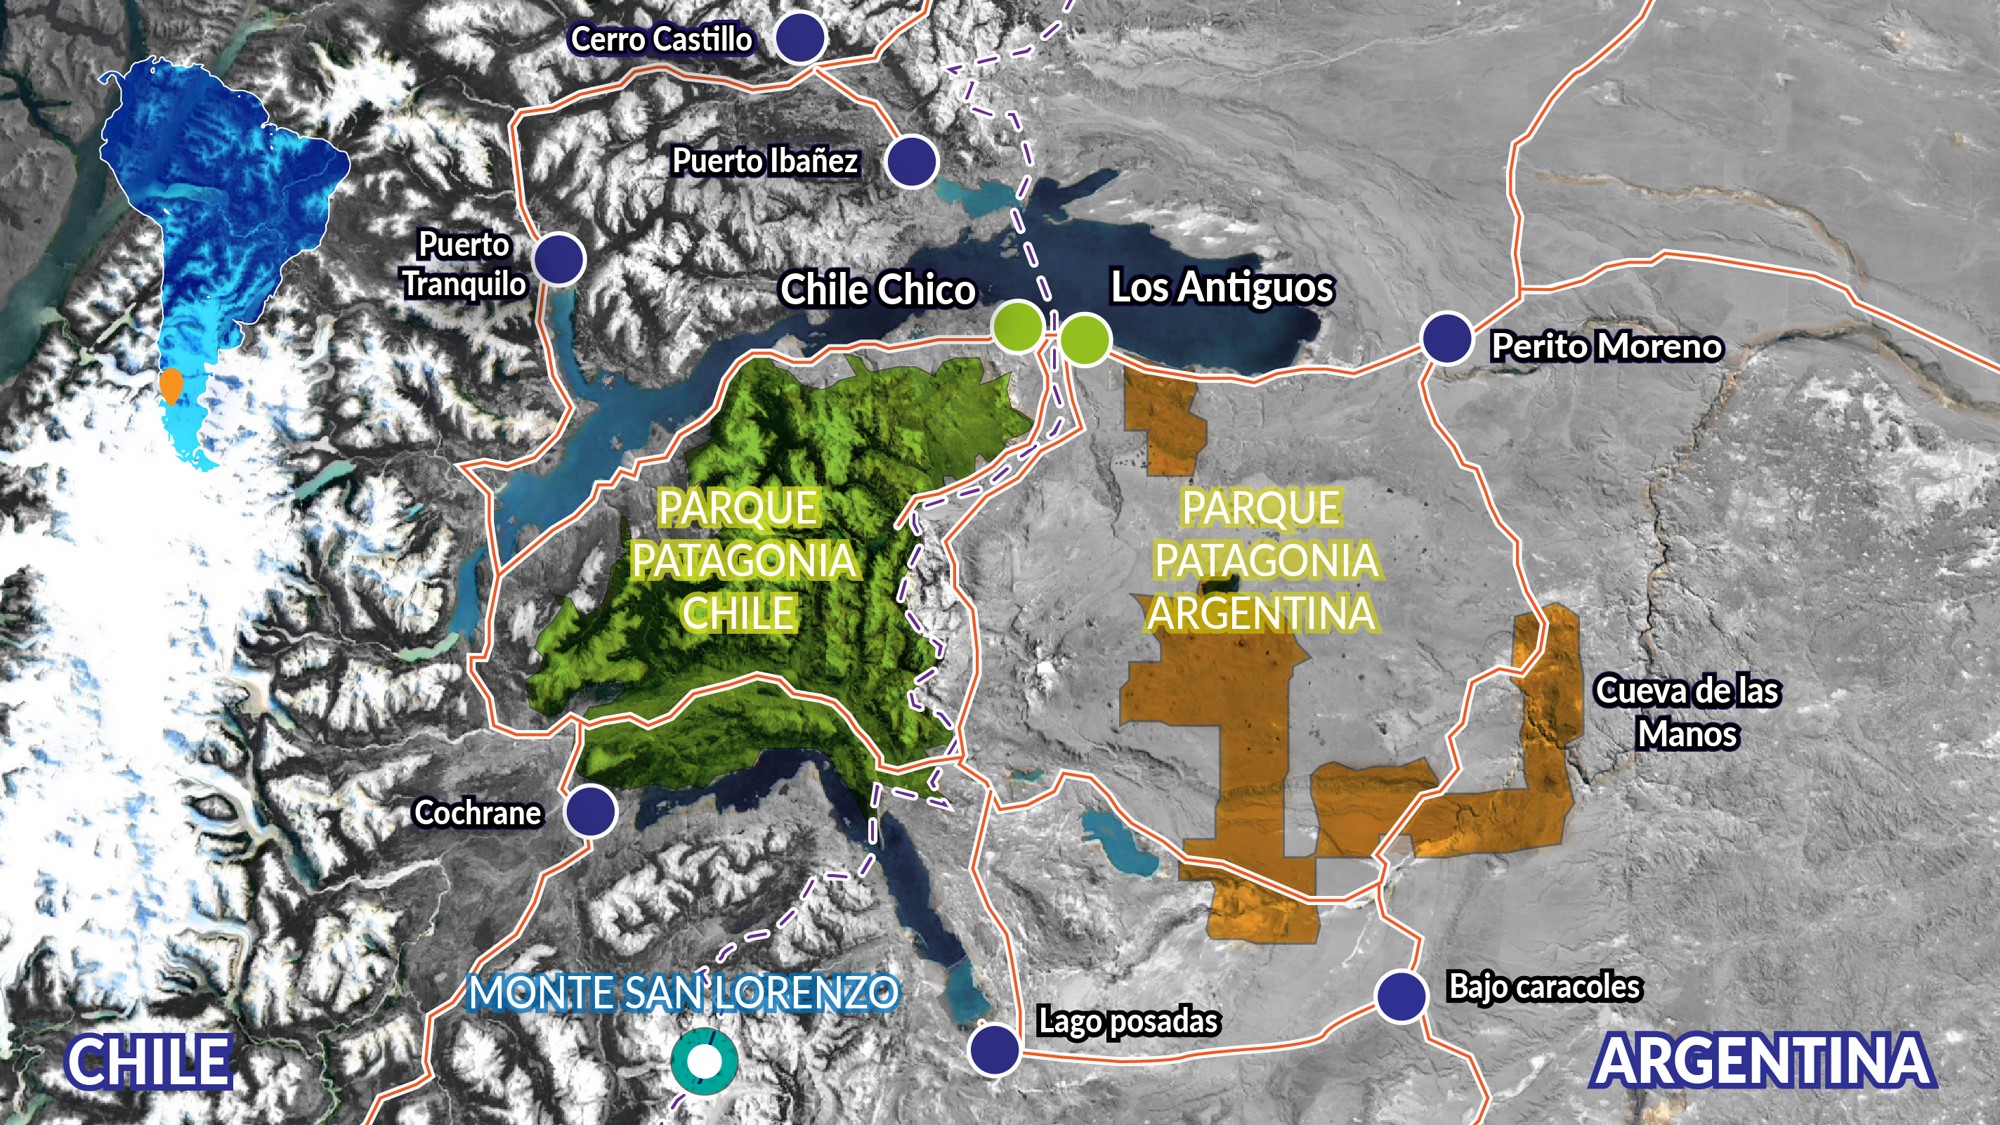 Cerro Castillo
Puerto Ibañez
Puerto
Tranquilo
Chile Chico
Los Antiguos
Perito Moreno
PARQUE
PATAGONIA
CHILE
PARQUE
PATAGONIA
ARGENTINA
Cueva de las
Manos
Cochrane
MONTE SAN LORENZO
Lago posadas
Bajo caracoles
CHILE
ARGENTINA